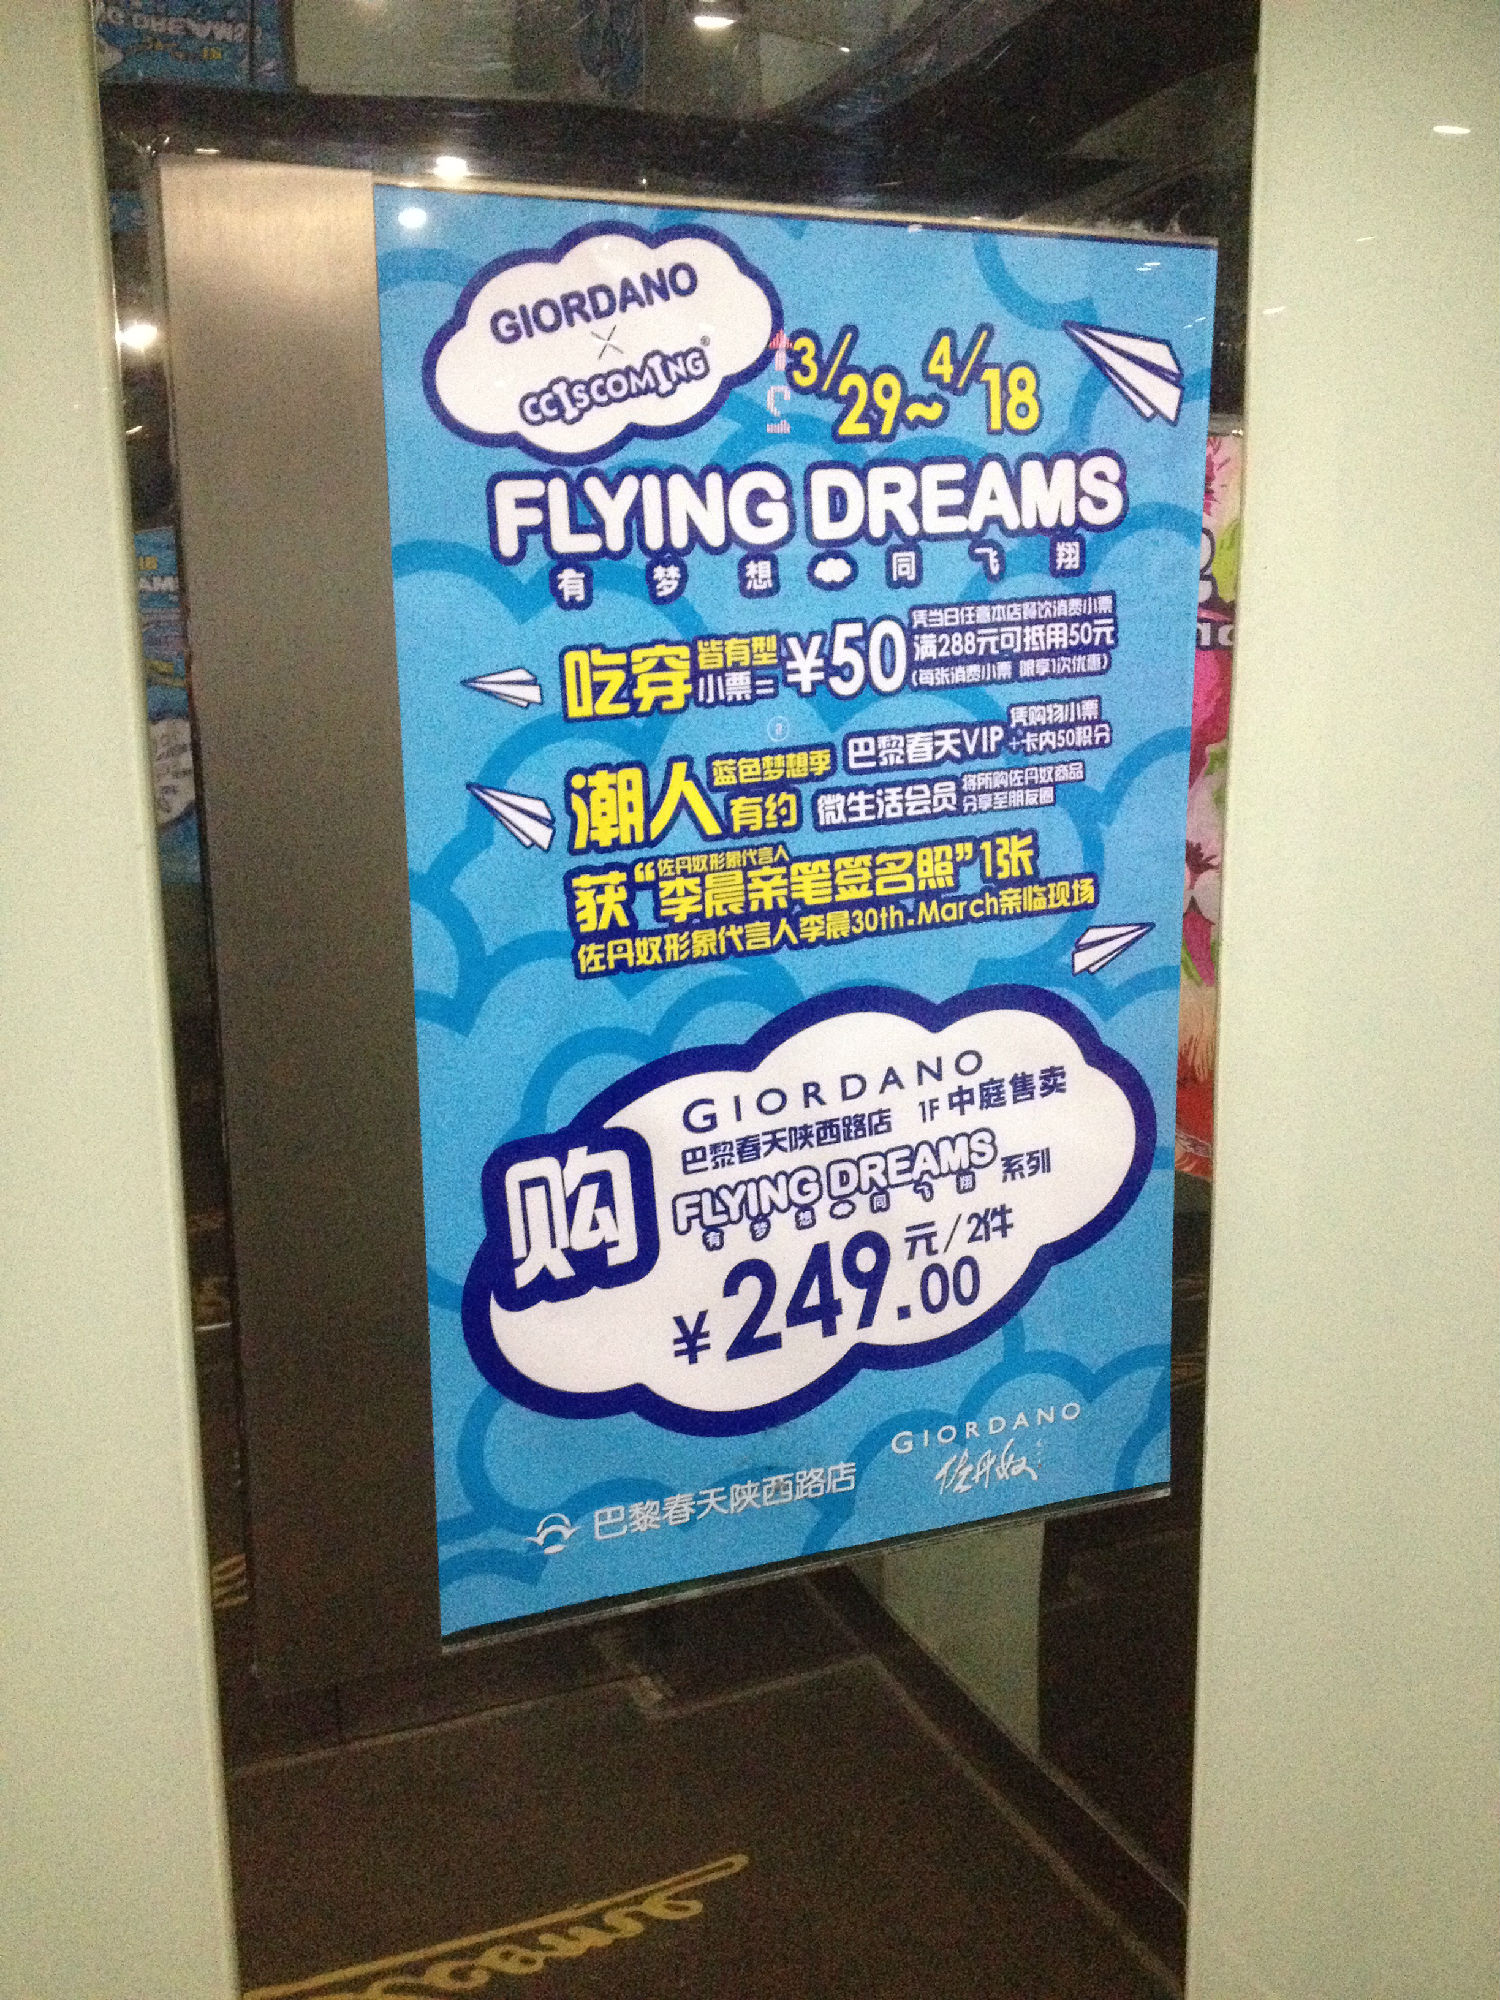 GIORDANO
×
CCISCOMING®
3/29~4/18
FLYING DREAMS
有梦想 同飞翔
吃穿 皆有型 小票= ¥50
凭当日任意本店餐饮消费小票
满288元可抵用50元
(每张消费小票 限享1次优惠)
潮人 蓝色梦想季 有约
巴黎春天VIP 凭购物小票 +卡内50积分
微生活会员 将所购佐丹奴商品 分享至朋友圈
佐丹奴形象代言人
获“李晨亲笔签名照”1张
佐丹奴形象代言人李晨30th.March亲临现场
GIORDANO
巴黎春天陕西路店 1F 中庭售卖
购
FLYING DREAMS 系列
有梦想 同飞翔
¥249.00 元/2件
GIORDANO
佐丹奴
巴黎春天陕西路店